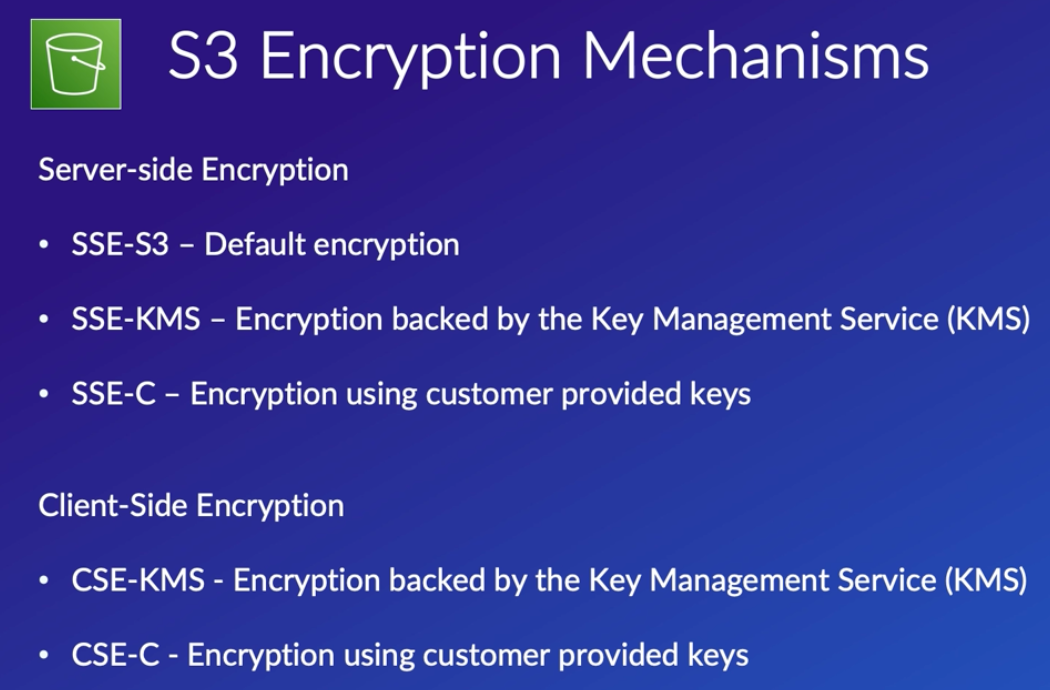 S3 Encryption Mechanisms
Server-side Encryption
• SSE-S3 – Default encryption
• SSE-KMS – Encryption backed by the Key Management Service (KMS)
• SSE-C – Encryption using customer provided keys
Client-Side Encryption
• CSE-KMS - Encryption backed by the Key Management Service (KMS)
• CSE-C - Encryption using customer provided keys